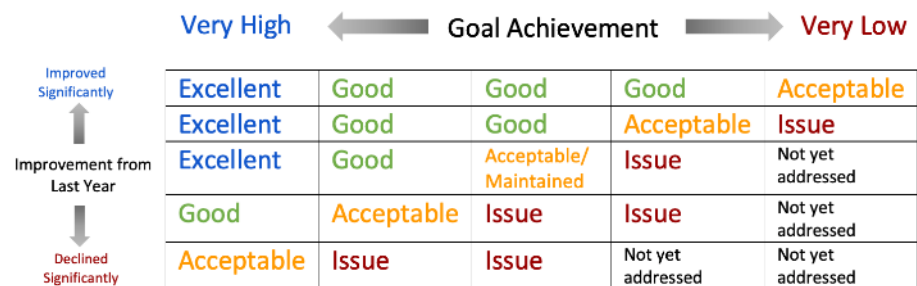 Very High Goal Achievement Very Low
Improved
Significantly
Excellent Good Good Good Acceptable
Excellent Good Good Acceptable Issue
Improvement from
Last Year
Excellent Good Acceptable/
Maintained Issue Not yet
addressed
Good Acceptable Issue Issue Not yet
addressed
Declined
Significantly
Acceptable Issue Issue Not yet
addressed Not yet
addressed